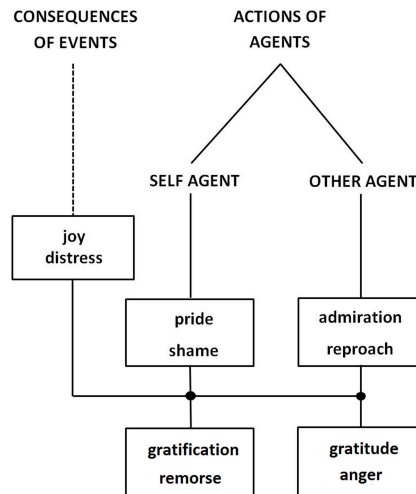 CONSEQUENCES
OF EVENTS
ACTIONS OF
AGENTS
SELF AGENT
OTHER AGENT
joy
distress
pride
shame
admiration
reproach
gratification
remorse
gratitude
anger